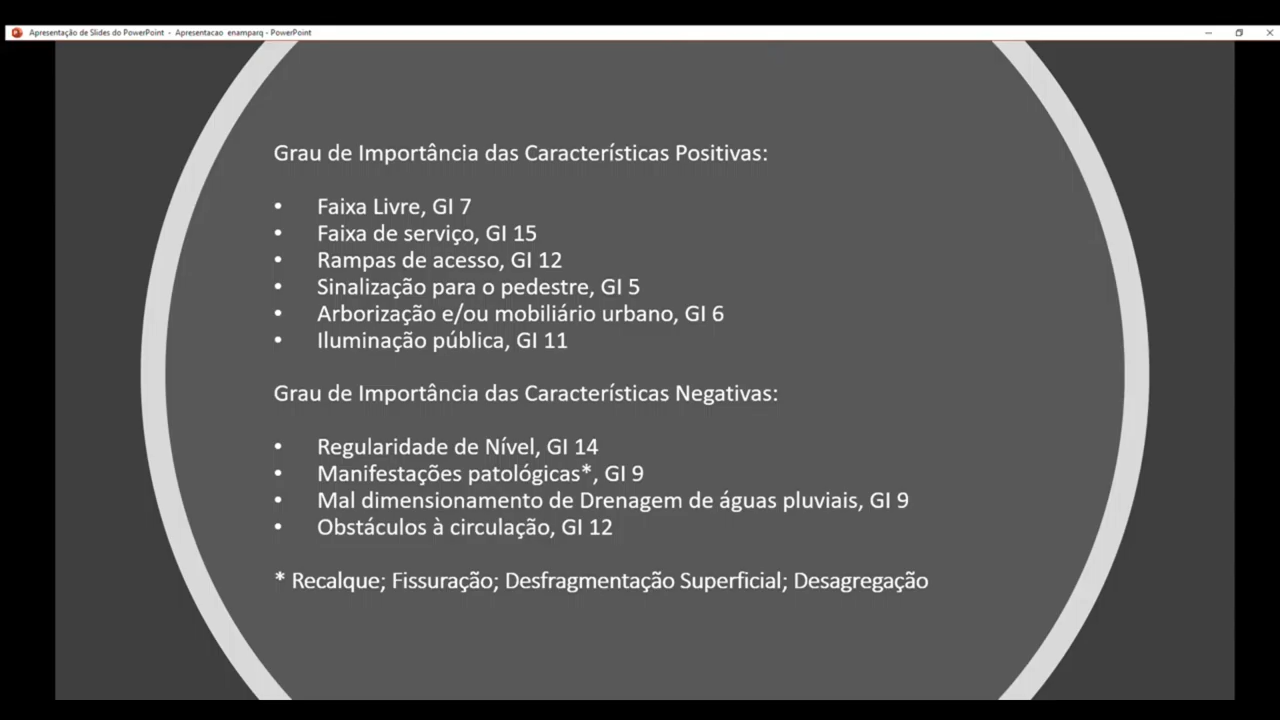 Apresentação de Slides do PowerPoint - Apresentacao enamparq - PowerPoint
Grau de Importância das Características Positivas:
• Faixa Livre, GI 7
• Faixa de serviço, GI 15
• Rampas de acesso, GI 12
• Sinalização para o pedestre, GI 5
• Arborização e/ou mobiliário urbano, GI 6
• Iluminação pública, GI 11
Grau de Importância das Características Negativas:
• Regularidade de Nível, GI 14
• Manifestações patológicas*, GI 9
• Mal dimensionamento de Drenagem de águas pluviais, GI 9
• Obstáculos à circulação, GI 12
* Recalque; Fissuração; Desfragmentação Superficial; Desagregação